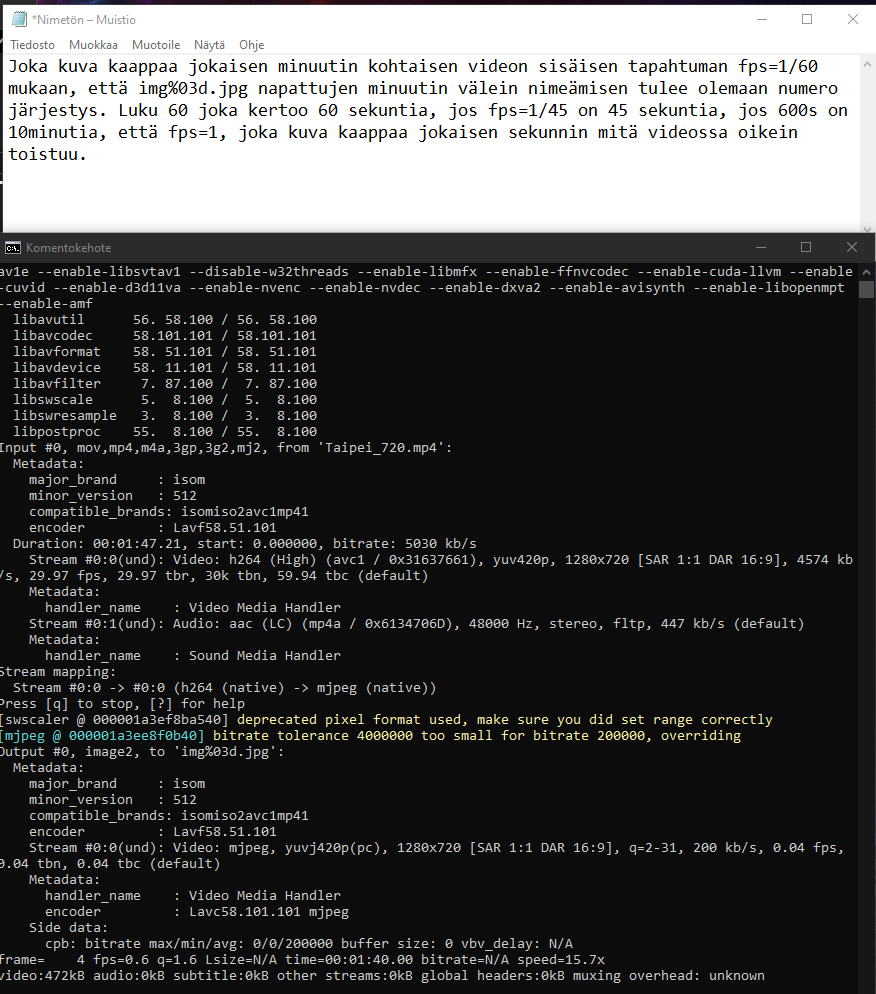 *Nimetön – Muistio
Tiedosto Muokkaa Muotoile Näytä Ohje
Joka kuva kaappaa jokaisen minuutin kohtaisen videon sisäisen tapahtuman fps=1/60
mukaan, että img%03d.jpg napattujen minuutin välein nimeämisen tulee olemaan numero
järjestys. Luku 60 joka kertoo 60 sekuntia, jos fps=1/45 on 45 sekuntia, jos 600s on
10minutia, että fps=1, joka kuva kaappaa jokaisen sekunnin mitä videossa oikein
toistuu.
Komentokehote
av1e --enable-libsvtav1 --disable-w32threads --enable-libmfx --enable-ffnvcodec --enable-cuda-llvm --enable
-cuvid --enable-d3d11va --enable-nvenc --enable-nvdec --enable-dxva2 --enable-avisynth --enable-libopenmpt
--enable-amf
libavutil      56. 58.100 / 56. 58.100
libavcodec     58.101.101 / 58.101.101
libavformat    58. 51.101 / 58. 51.101
libavdevice    58. 11.101 / 58. 11.101
libavfilter     7. 87.100 /  7. 87.100
libswscale      5.  8.100 /  5.  8.100
libswresample   3.  8.100 /  3.  8.100
libpostproc    55.  8.100 / 55.  8.100
Input #0, mov,mp4,m4a,3gp,3g2,mj2, from 'Taipei_720.mp4':
Metadata:
major_brand     : isom
minor_version   : 512
compatible_brands: isomiso2avc1mp41
encoder         : Lavf58.51.101
Duration: 00:01:47.21, start: 0.000000, bitrate: 5030 kb/s
Stream #0:0(und): Video: h264 (High) (avc1 / 0x31637661), yuv420p, 1280x720 [SAR 1:1 DAR 16:9], 4574 kb
/s, 29.97 fps, 29.97 tbr, 30k tbn, 59.94 tbc (default)
Metadata:
handler_name    : Video Media Handler
Stream #0:1(und): Audio: aac (LC) (mp4a / 0x6134706D), 48000 Hz, stereo, fltp, 447 kb/s (default)
Metadata:
handler_name    : Sound Media Handler
Stream mapping:
Stream #0:0 -> #0:0 (h264 (native) -> mjpeg (native))
Press [q] to stop, [?] for help
[swscaler @ 000001a3ef8ba540] deprecated pixel format used, make sure you did set range correctly
[mjpeg @ 000001a3ee8f0b40] bitrate tolerance 4000000 too small for bitrate 200000, overriding
Output #0, image2, to 'img%03d.jpg':
Metadata:
major_brand     : isom
minor_version   : 512
compatible_brands: isomiso2avc1mp41
encoder         : Lavf58.51.101
Stream #0:0(und): Video: mjpeg, yuvj420p(pc), 1280x720 [SAR 1:1 DAR 16:9], q=2-31, 200 kb/s, 0.04 fps,
0.04 tbn, 0.04 tbc (default)
Metadata:
handler_name    : Video Media Handler
encoder         : Lavc58.101.101 mjpeg
Side data:
cpb: bitrate max/min/avg: 0/0/200000 buffer size: 0 vbv_delay: N/A
frame=    4 fps=0.6 q=1.6 Lsize=N/A time=00:01:40.00 bitrate=N/A speed=15.7x
video:472kB audio:0kB subtitle:0kB other streams:0kB global headers:0kB muxing overhead: unknown